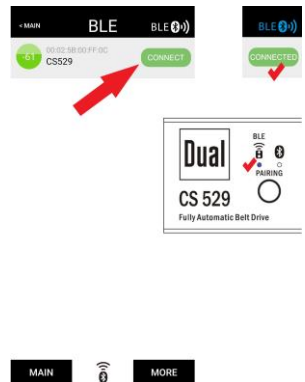 < MAIN BLE BLE
-61 00:02:5B:00:FF:0C
CS529
CONNECT
BLE
CONNECTED
Dual
BLE
PAIRING
CS 529
Fully Automatic Belt Drive
MAIN MORE